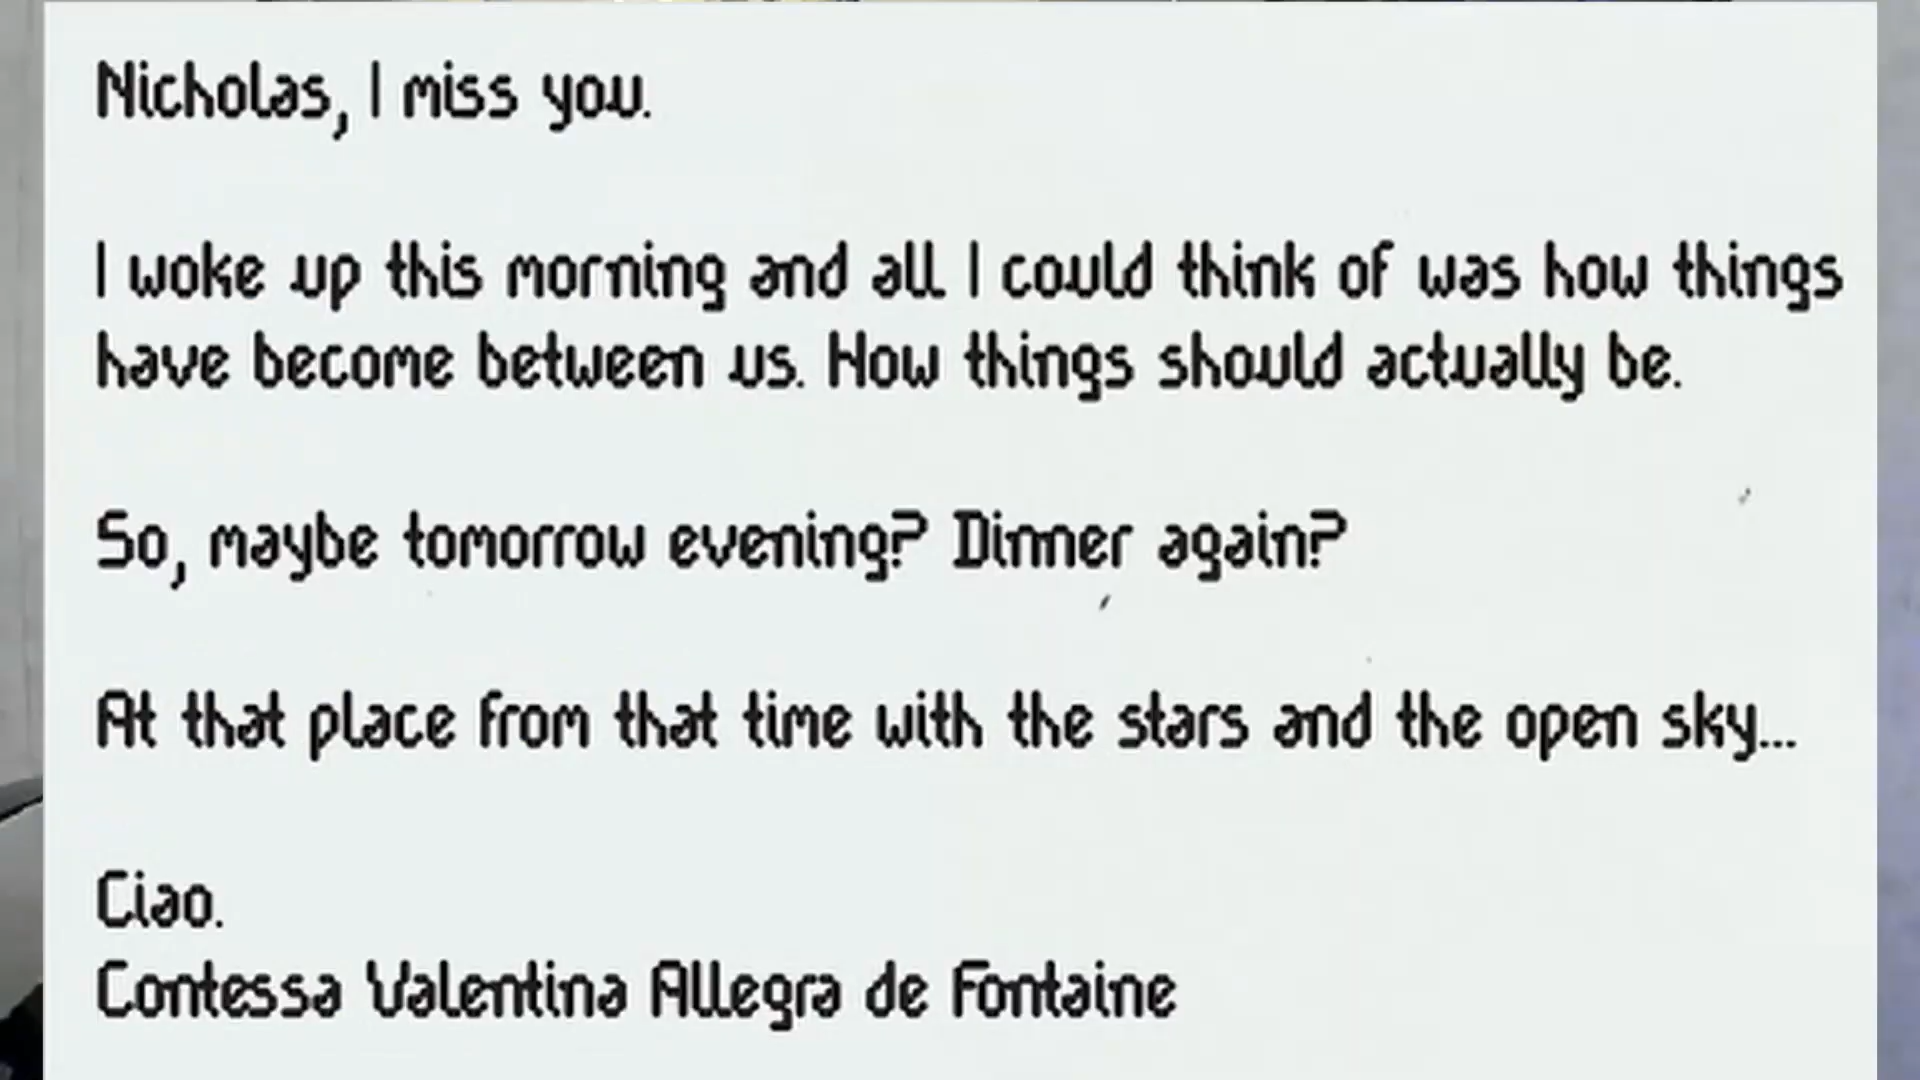 Nicholas, I miss you.
I woke up this morning and all I could think of was how things
have become between us. How things should actually be.
So, maybe tomorrow evening? Dinner again?
At that place from that time with the stars and the open sky...
Ciao.
Contessa Valentina Allegra de Fontaine